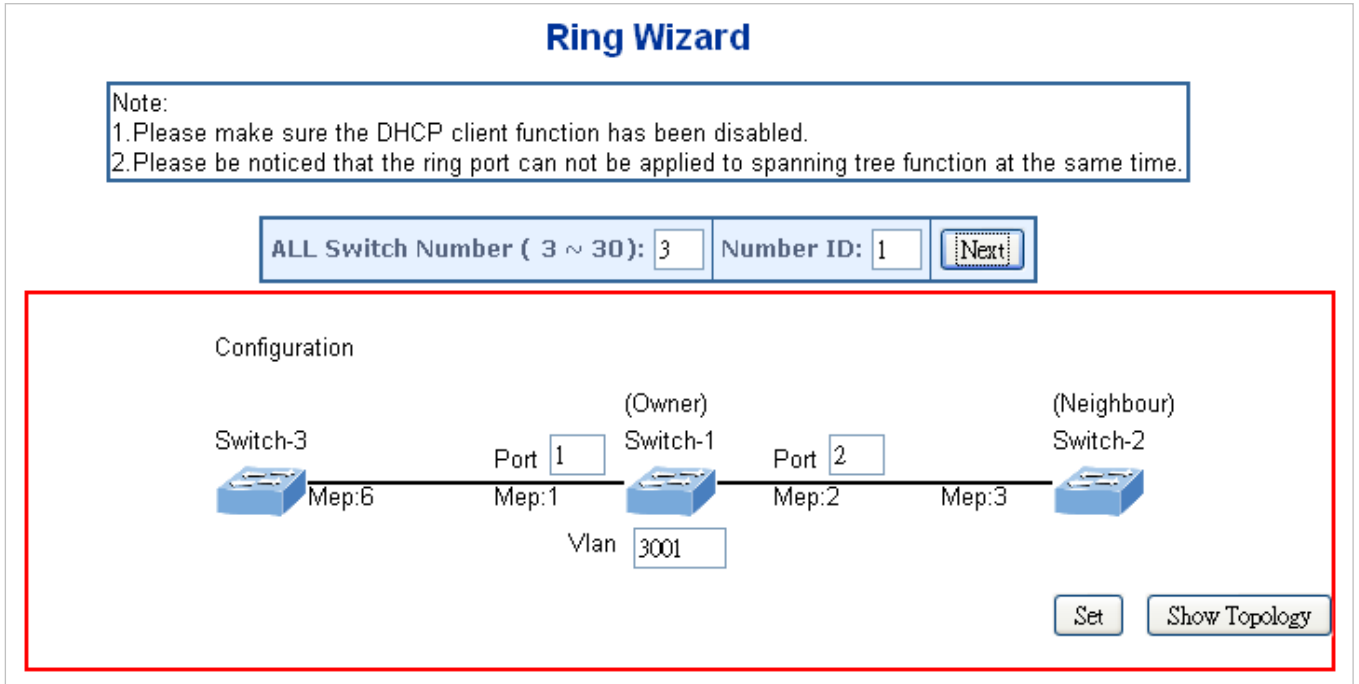 Ring Wizard
Note:
1.Please make sure the DHCP client function has been disabled.
2.Please be noticed that the ring port can not be applied to spanning tree function at the same time.
ALL Switch Number ( 3 ~ 30): 3 Number ID: 1 Next
Configuration
(Owner) (Neighbour)
Switch-3 Port 1 Switch-1 Port 2 Switch-2
Mep:6 Mep:1 Mep:2 Mep:3
Vlan 3001
Set Show Topology